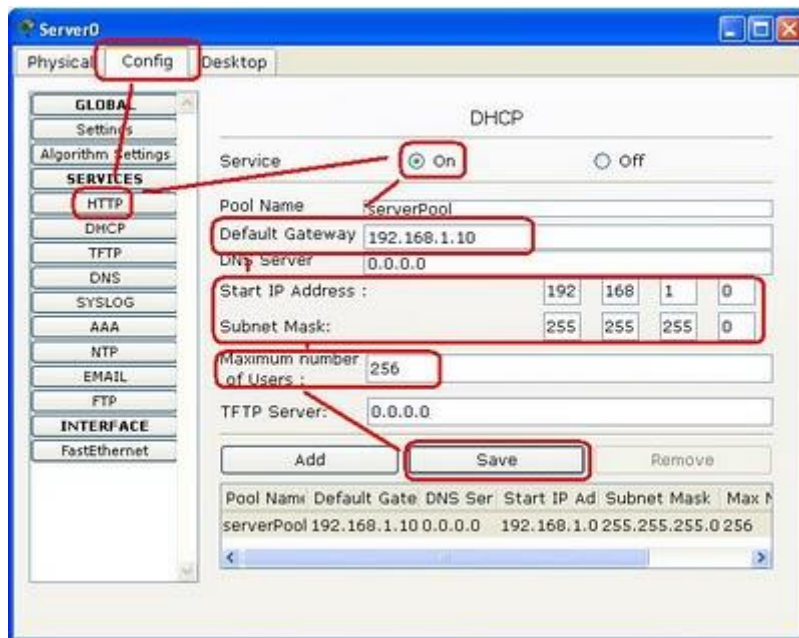 Server0
Physical Config Desktop
GLOBAL
Settings
Algorithm Settings
SERVICES
HTTP
DHCP
TFTP
DNS
SYSLOG
AAA
NTP
EMAIL
FTP
INTERFACE
FastEthernet
DHCP
Service On Off
Pool Name serverPool
Default Gateway 192.168.1.10
DNS Server 0.0.0.0
Start IP Address : 192 168 1 0
Subnet Mask: 255 255 255 0
Maximum number
of Users : 256
TFTP Server: 0.0.0.0
Add Save Remove
Pool Name Default Gate DNS Ser Start IP Ad Subnet Mask Max N
serverPool 192.168.1.10 0.0.0.0 192.168.1.0 255.255.255.0 256